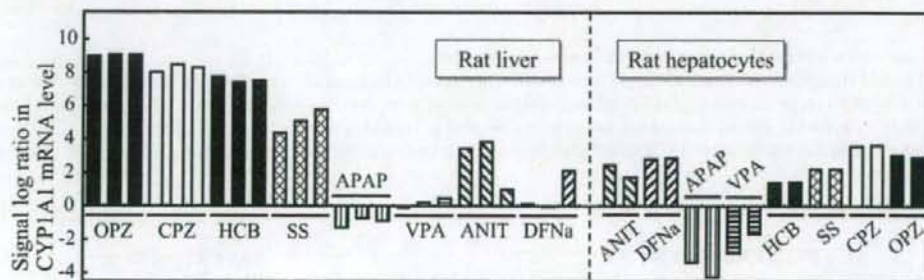 Signal log ratio in
CYP1A1 mRNA level)
10
8
6
4
2
0
-2
-4
Rat liver
Rat hepatocytes
APAP
OPZ
CPZ
HCB
SS
VPA
ANIT
DFNa
APAP
VPA
ANIT
DFNa
HCB
SS
CPZ
OPZ